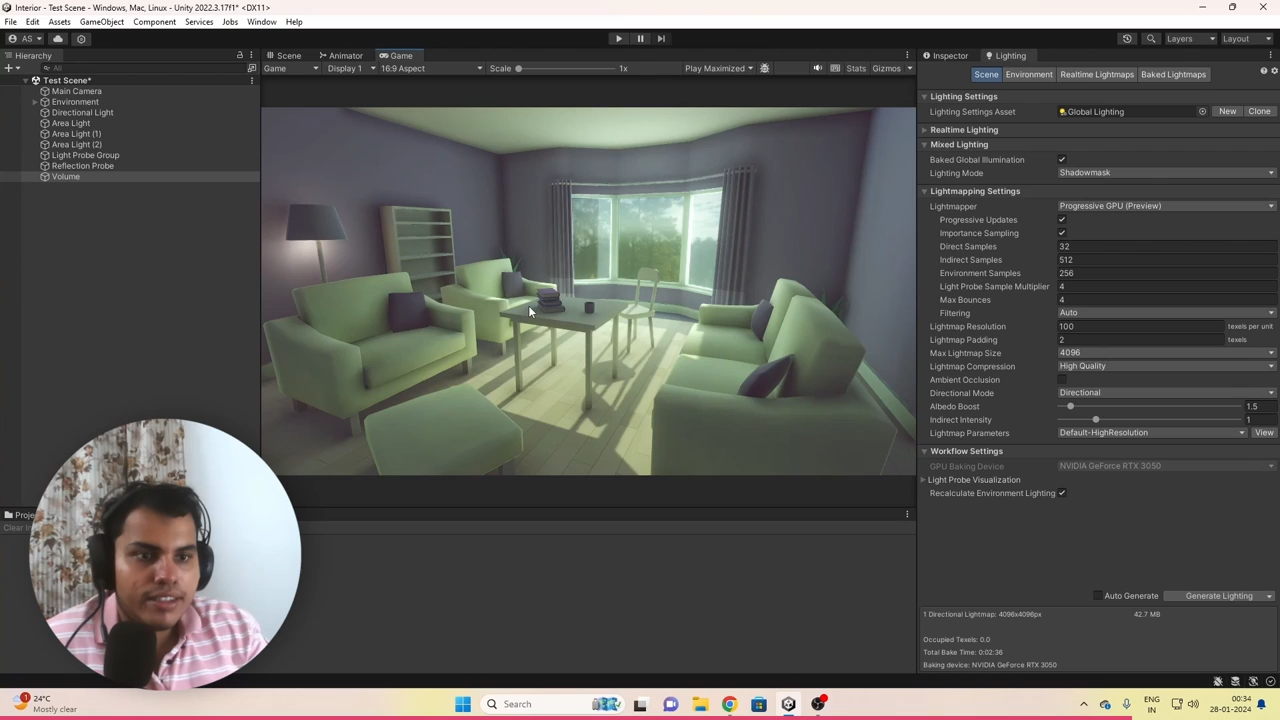 Interior - Test Scene - Windows, Mac, Linux - Unity 2022.3.17f1* <DX11>
File Edit Assets GameObject Component Services Jobs Window Help
AS Layers Layout
Hierarchy Scene Animator Game Inspector Lighting
All Game Display 1 16:9 Aspect Scale 1x Play Maximized Stats Gizmos
Scene Environment Realtime Lightmaps Baked Lightmaps
Test Scene*
Main Camera
Environment
Directional Light
Area Light
Area Light (1)
Area Light (2)
Light Probe Group
Reflection Probe
Volume
Lighting Settings
Lighting Settings Asset Global Lighting New Clone
Realtime Lighting
Mixed Lighting
Baked Global Illumination
Lighting Mode Shadowmask
Lightmapping Settings
Lightmapper Progressive GPU (Preview)
Progressive Updates
Importance Sampling
Direct Samples 32
Indirect Samples 512
Environment Samples 256
Light Probe Sample Multiplier 4
Max Bounces 4
Filtering Auto
Lightmap Resolution 100 texels per unit
Lightmap Padding 2 texels
Max Lightmap Size 4096
Lightmap Compression High Quality
Ambient Occlusion
Directional Mode Directional
Albedo Boost 1.5
Indirect Intensity 1
Lightmap Parameters Default-HighResolution View
Workflow Settings
GPU Baking Device NVIDIA GeForce RTX 3050
Light Probe Visualization
Recalculate Environment Lighting
Auto Generate Generate Lighting
1 Directional Lightmap: 4096x4096px 42.7 MB
Occupied Texels: 0.0
Total Bake Time: 0:02:36
Baking device: NVIDIA GeForce RTX 3050
1 24°C
Mostly clear
Search
ENG
IN
00:34
28-01-2024